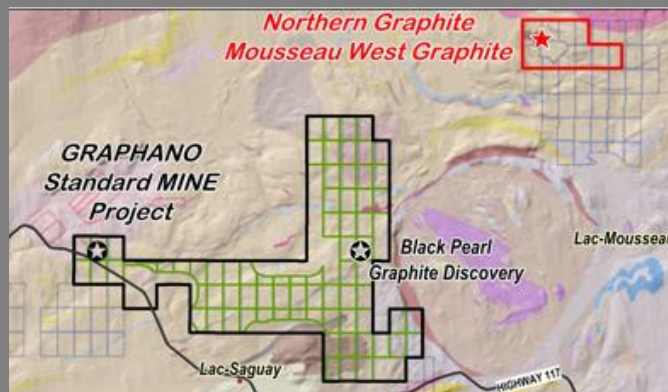 Northern Graphite
Mousseau West Graphite
GRAPHANO
Standard MINE
Project
Black Pearl
Graphite Discovery
Lac-Mousseau
Lac-Saguay
HIGHWAY 117